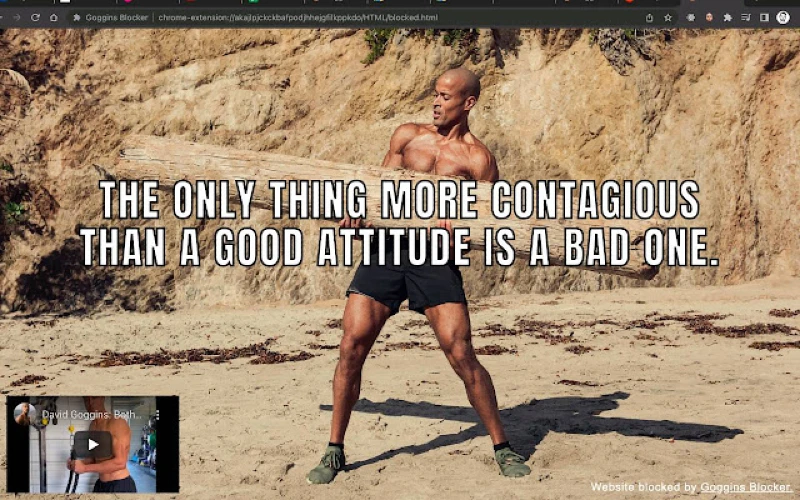 Goggins Blocker | chrome-extension://akajlpjckckbafpodjhhejgfilkppkdo/HTML/blocked.html
THE ONLY THING MORE CONTAGIOUS
THAN A GOOD ATTITUDE IS A BAD ONE.
David Goggins: Both...
Website blocked by Goggins Blocker.